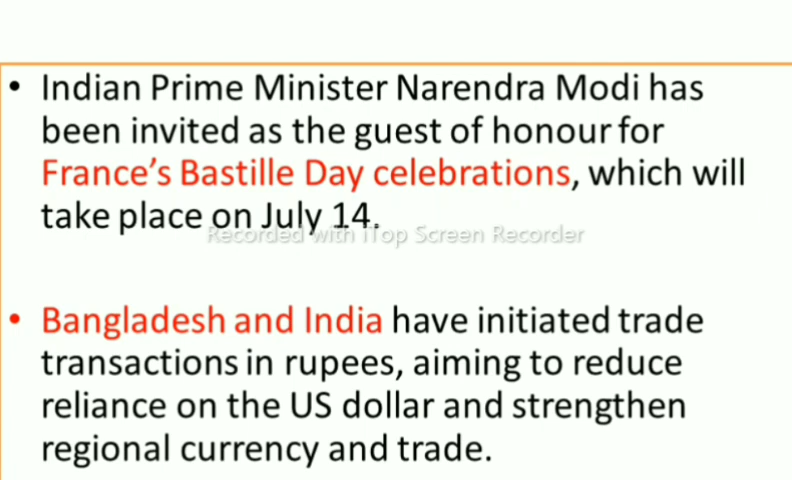 • Indian Prime Minister Narendra Modi has
been invited as the guest of honour for
France’s Bastille Day celebrations, which will
take place on July 14.
Recorded with iTop Screen Recorder
• Bangladesh and India have initiated trade
transactions in rupees, aiming to reduce
reliance on the US dollar and strengthen
regional currency and trade.